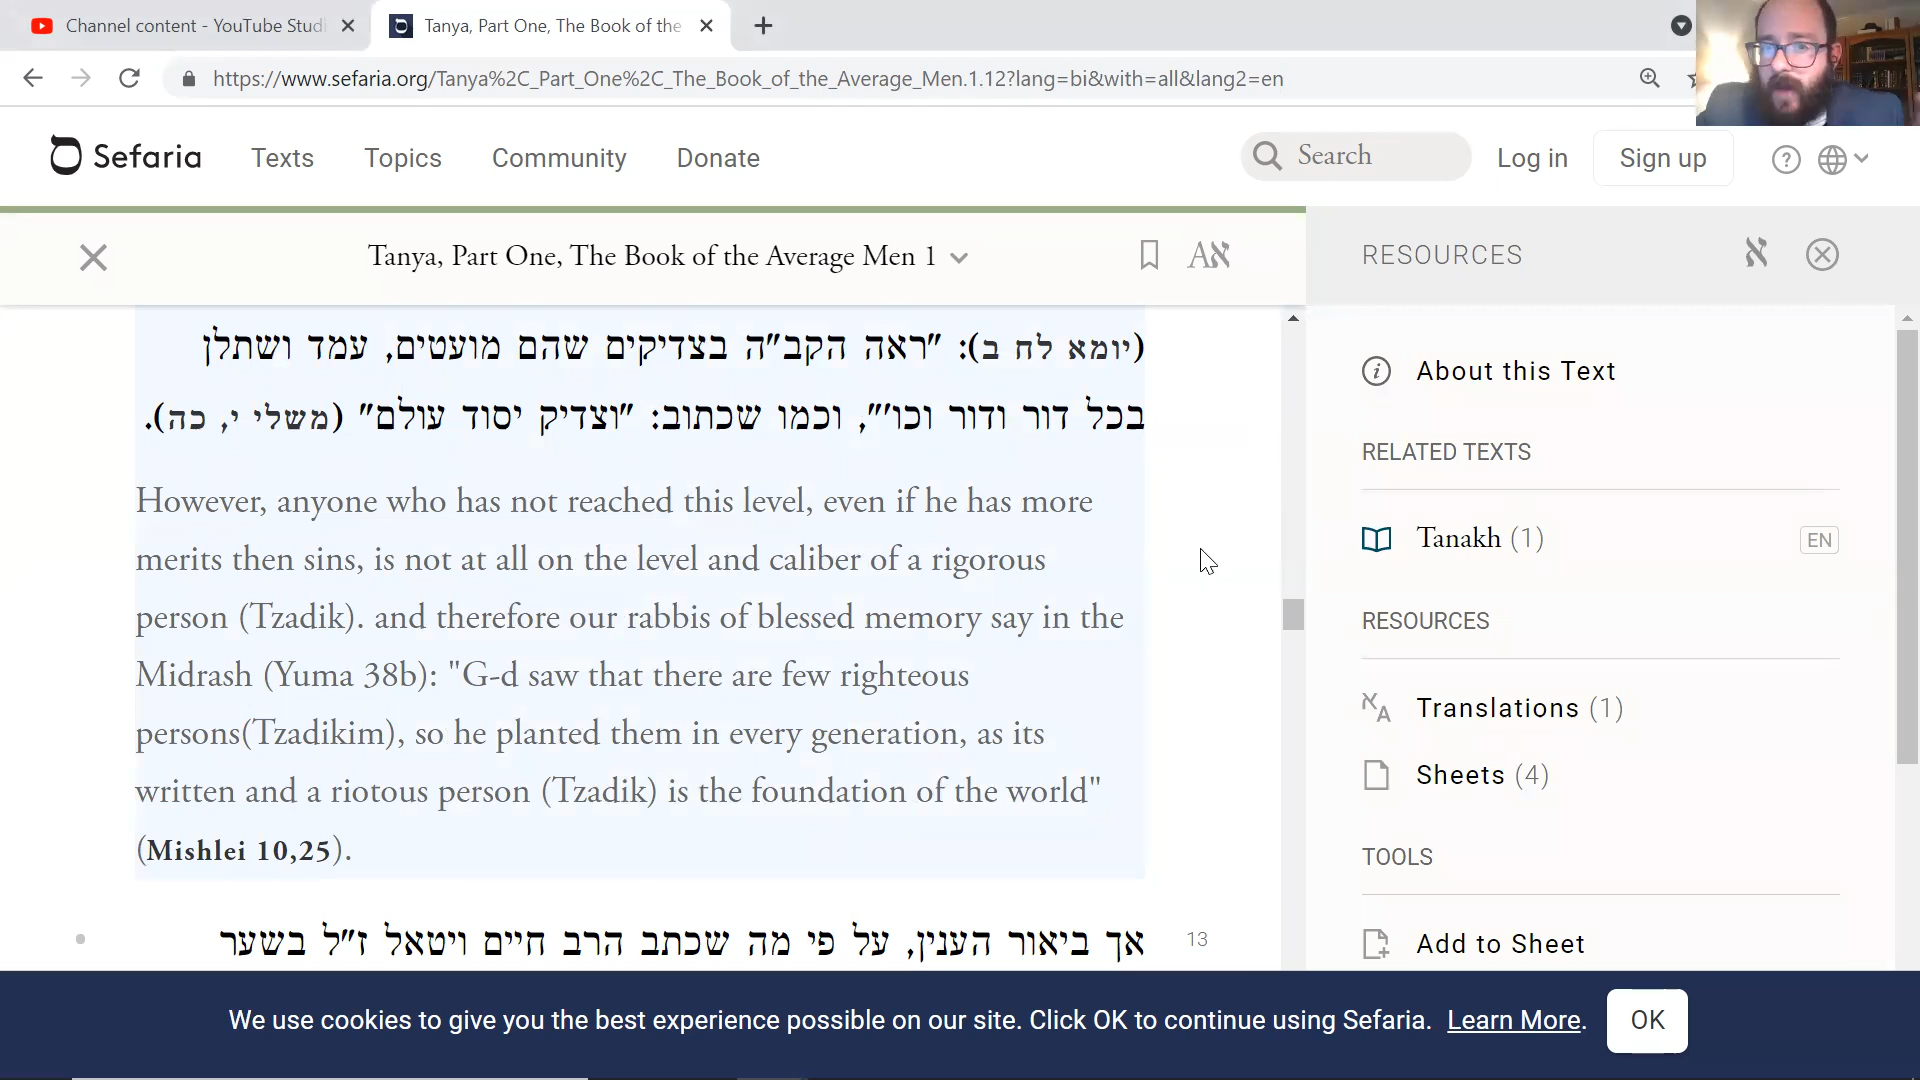 Channel content - YouTube Studi
Tanya, Part One, The Book of the
https://www.sefaria.org/Tanya%2C_Part_One%2C_The_Book_of_the_Average_Men.1.12?lang=bi&with=all&lang2=en
Sefaria Texts Topics Community Donate Search Log in Sign up
Tanya, Part One, The Book of the Average Men 1
RESOURCES
(יומא לח ב): "ראה הקב"ה בצדיקים שהם מועטים, עמד ושתלן
בכל דור ודור וכו'", וכמו שכתוב: "וצדיק יסוד עולם" (משלי י, כה).
However, anyone who has not reached this level, even if he has more
merits then sins, is not at all on the level and caliber of a rigorous
person (Tzadik). and therefore our rabbis of blessed memory say in the
Midrash (Yuma 38b): "G-d saw that there are few righteous
persons(Tzadikim), so he planted them in every generation, as its
written and a riotous person (Tzadik) is the foundation of the world"
(Mishlei 10,25).
13
אך ביאור הענין, על פי מה שכתב הרב חיים ויטאל ז"ל בשער
About this Text
RELATED TEXTS
Tanakh (1) EN
RESOURCES
Translations (1)
Sheets (4)
TOOLS
Add to Sheet
We use cookies to give you the best experience possible on our site. Click OK to continue using Sefaria. Learn More. OK